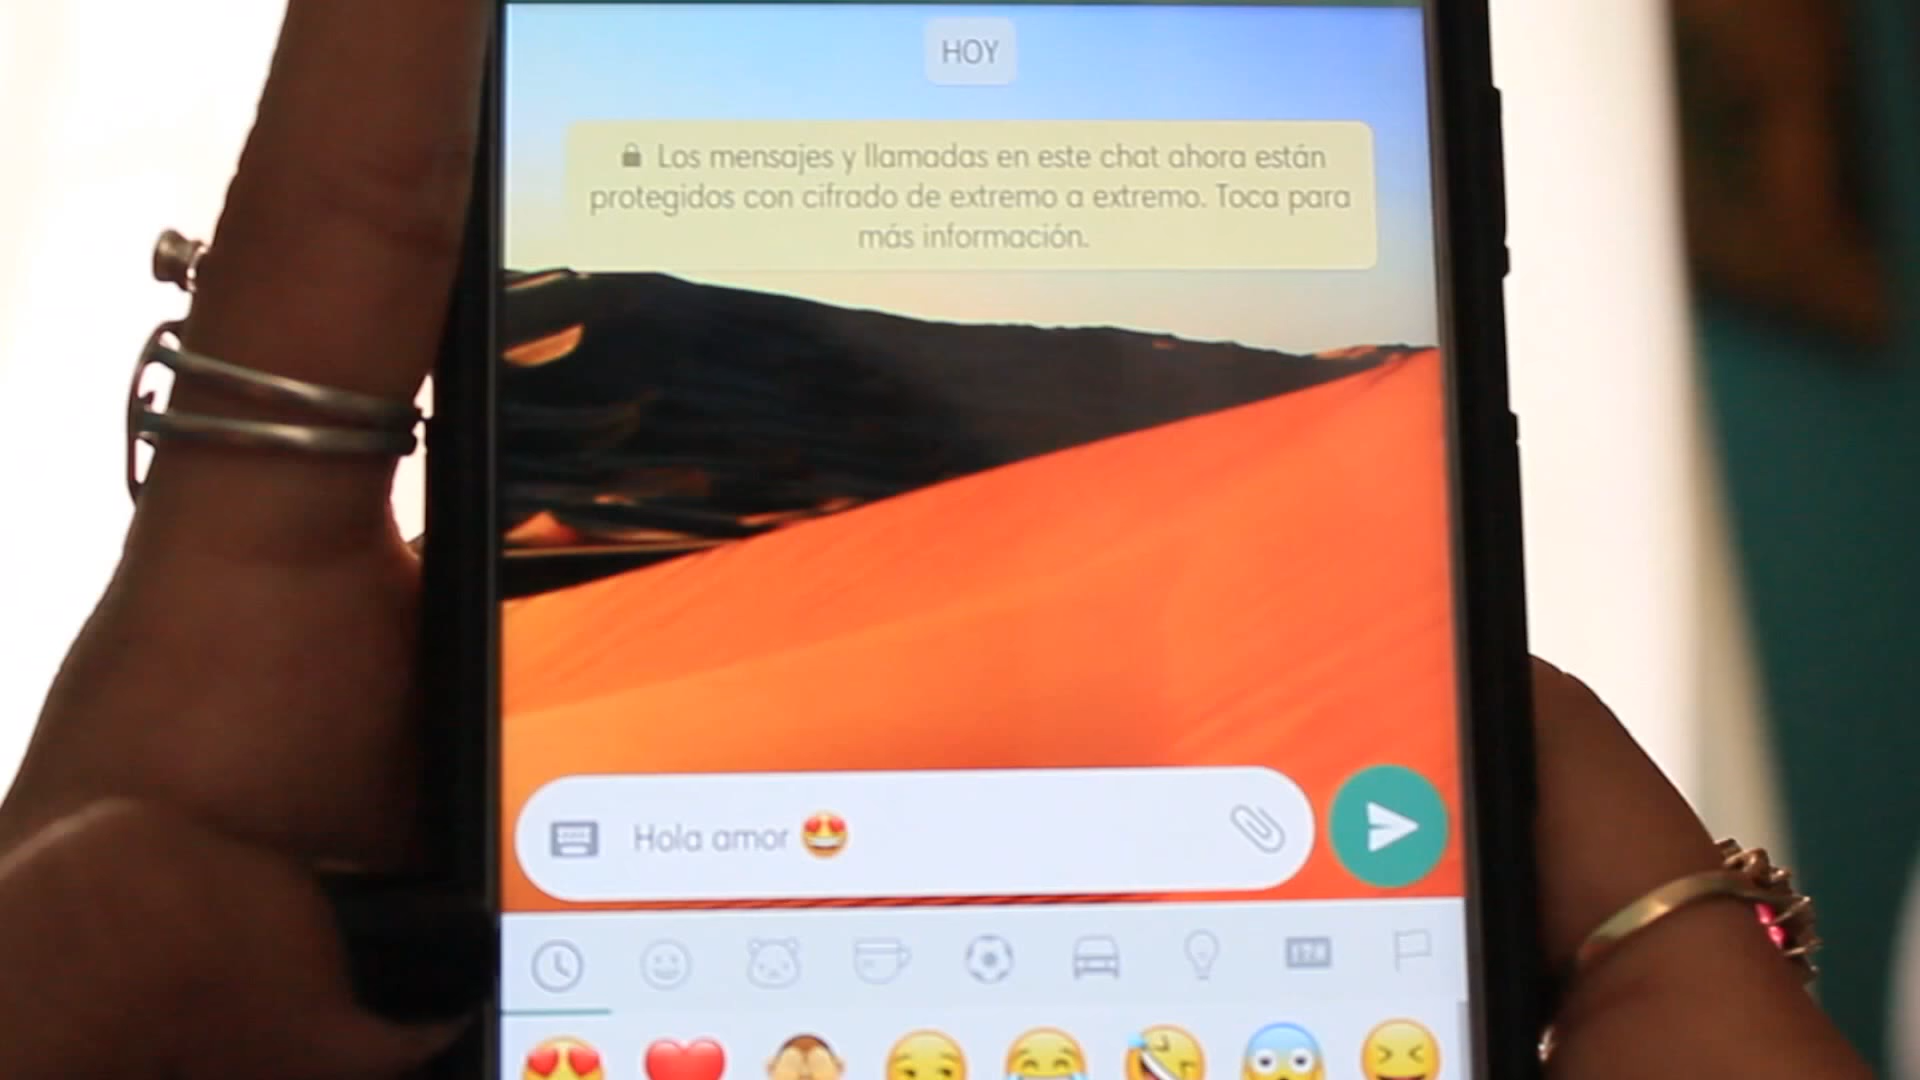 HOY
Los mensajes y llamadas en este chat ahora están
protegidos con cifrado de extremo a extremo. Toca para
más información.
Hola amor 🤩